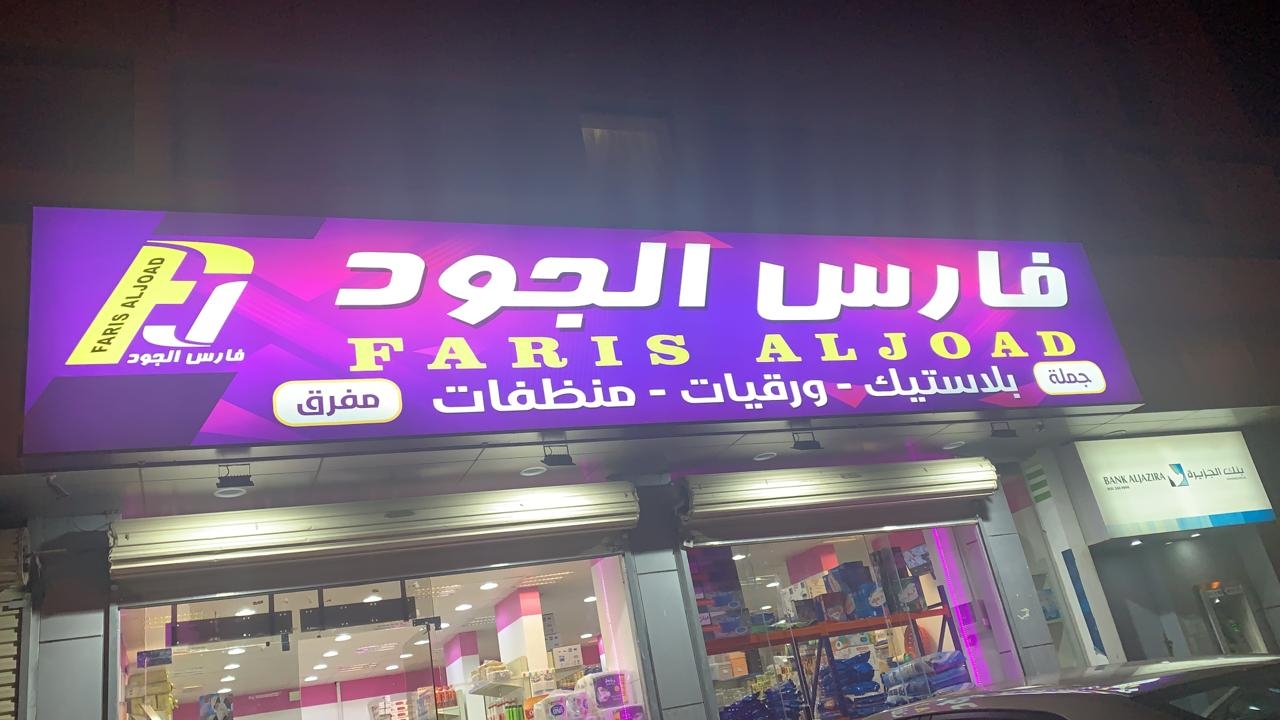 فارس الجود
FARIS ALJOAD
جملة
بلاستيك - ورقيات - منظفات
مفرق
FARIS ALJOAD
فارس الجود
بنك الجزيرة
BANK ALJAZIRA